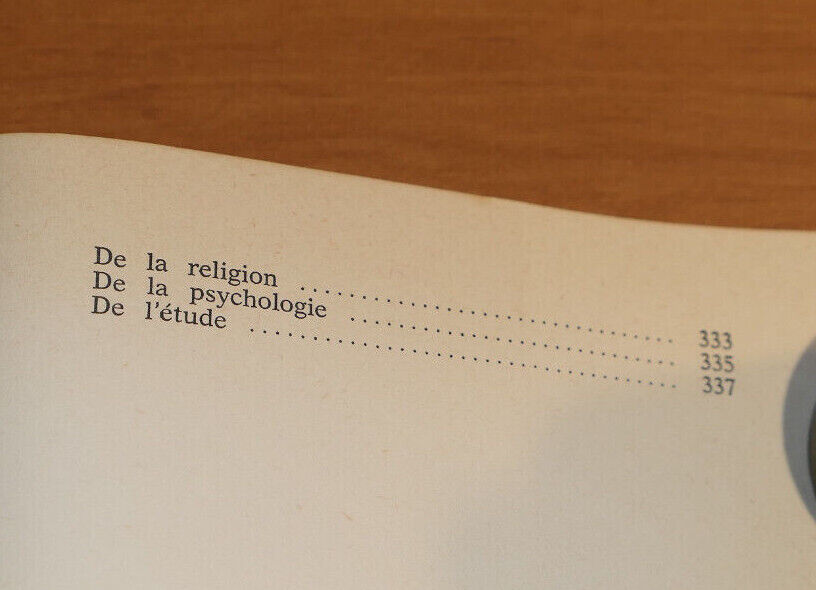 De la religion ................................ 333
De la psychologie ............................ 335
De l'étude .................................... 337